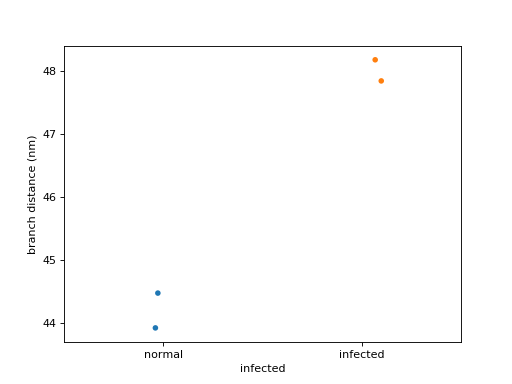 48
47
46
45
44
branch distance (nm)
normal
infected
infected